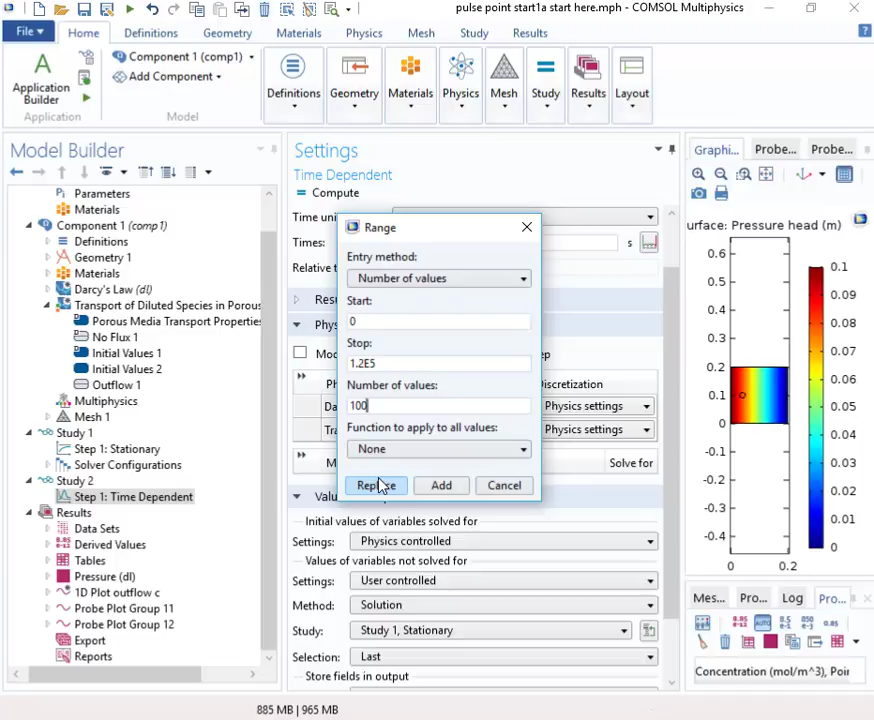 pulse point start1a start here.mph - COMSOL Multiphysics
File
Home
Definitions
Geometry
Materials
Physics
Mesh
Study
Results
Application Builder
Application
Component 1 (comp1)
Add Component
Model
Definitions
Geometry
Materials
Physics
Mesh
Study
Results
Layout
Model Builder
Pi Parameters
Materials
Component 1 (comp1)
Definitions
Geometry 1
Materials
Darcy's Law (dl)
Transport of Diluted Species in Porous
Porous Media Transport Properties
No Flux 1
Initial Values 1
Initial Values 2
Outflow 1
Multiphysics
Mesh 1
Study 1
Step 1: Stationary
Solver Configurations
Study 2
Step 1: Time Dependent
Results
Data Sets
Derived Values
Tables
Pressure (dl)
1D Plot outflow c
Probe Plot Group 11
Probe Plot Group 12
Export
Reports
Settings
Time Dependent
= Compute
Time uni
Times:
s
Relative t
Resu
Phys
Mod
ep
Ph
Discretization
Da
Physics settings
Tra
Physics settings
M
Solve for
Valu
Initial values of variables solved for
Settings:
Physics controlled
Values of variables not solved for
Settings:
User controlled
Method:
Solution
Study:
Study 1, Stationary
Selection:
Last
Store fields in output
Range
Entry method:
Number of values
Start:
0
Stop:
1.2E5
Number of values:
100
Function to apply to all values:
None
Replace
Add
Cancel
Graphi...
Probe...
Probe...
urface: Pressure head (m)
0.6
0.5
0.4
0.3
0.2
0.1
0
-0.1
-0.2
-0.3
-0.4
0
0.2
0.1
0.09
0.08
0.07
0.06
0.05
0.04
0.03
0.02
0.01
0
Mes...
Pro...
Log
Pro...
AUTO
850
0.85
Concentration (mol/m^3), Poir
885 MB | 965 MB